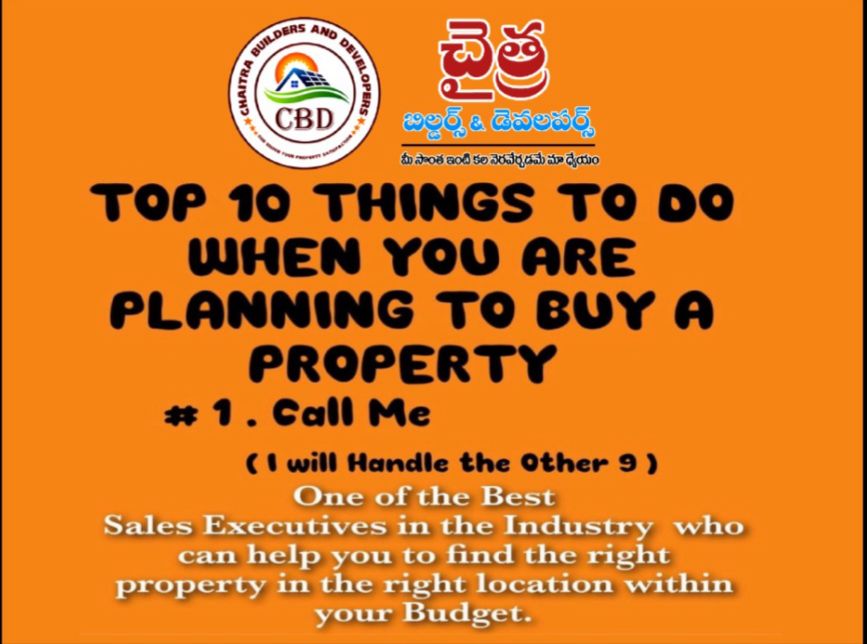 CHAITRA BUILDERS AND DEVELOPERS
CBD
చైత్ర
బిల్డర్స్ & డెవలపర్స్
మీ సొంత ఇంటి కల నెరవేర్చడమే మా ధ్యేయం
TOP 10 THINGS TO DO
WHEN YOU ARE
PLANNING TO BUY A
PROPERTY
# 1 . Call Me
( I will Handle the Other 9 )
One of the Best
Sales Executives in the Industry who
can help you to find the right
property in the right location within
your Budget.